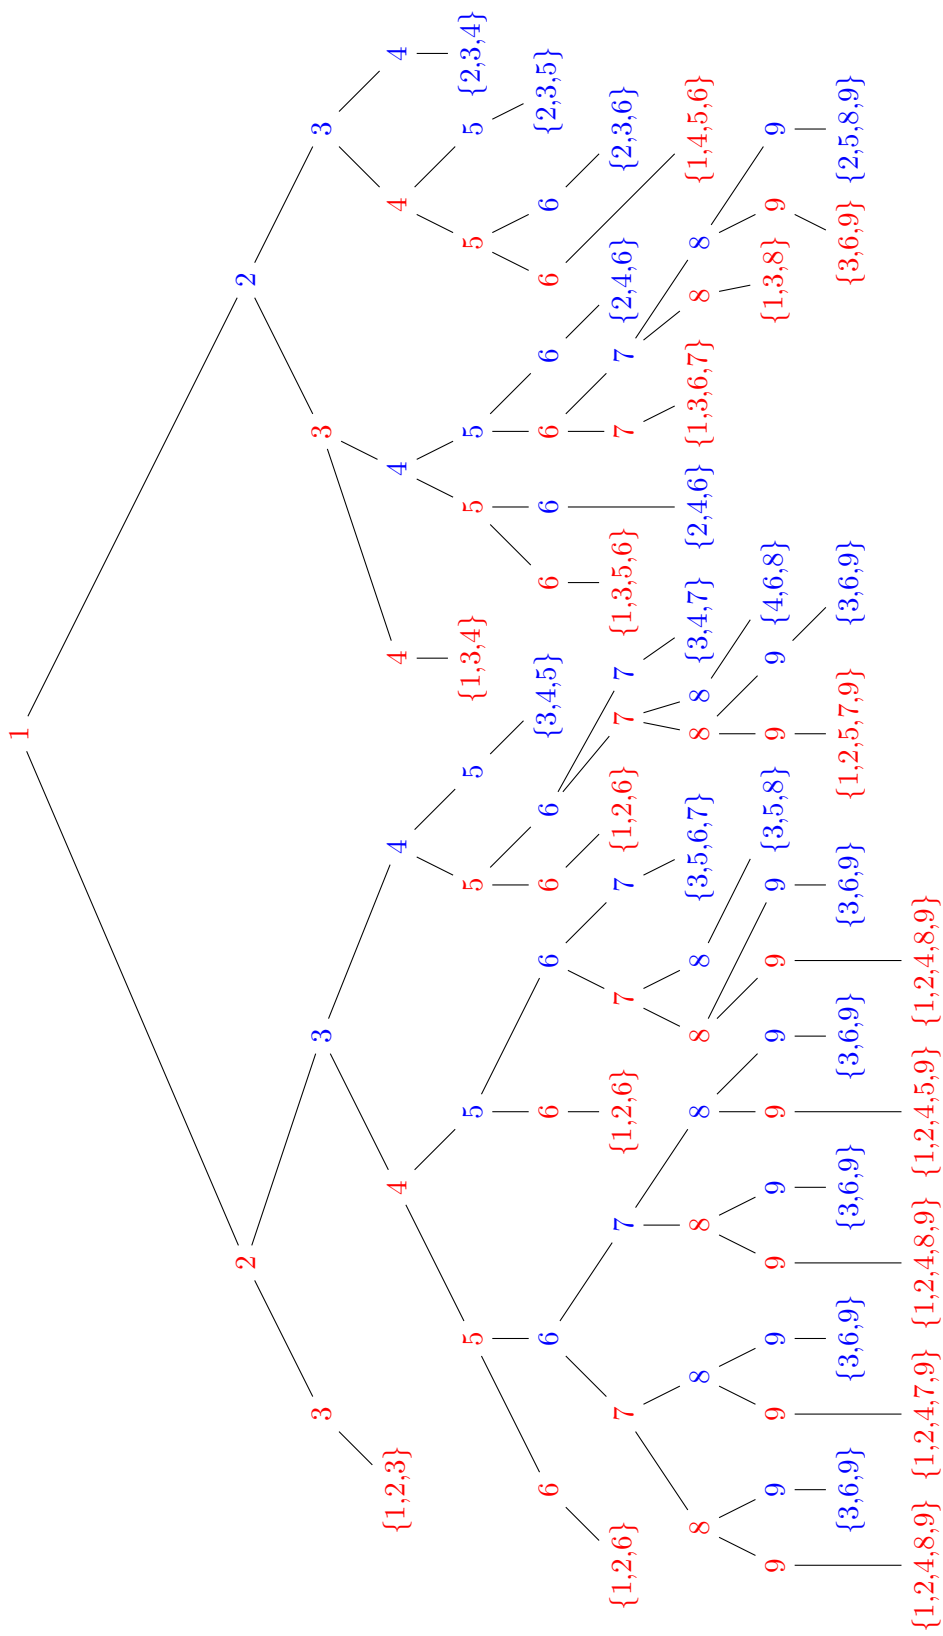 1
2 2
3 3 3 3
{1,2,3} 4 4 4 4 4 4
5 5 5 5 {1,3,4} 5 5 5 5 {2,3,4}
6 6 6 6 6 6 {3,4,5} 6 6 6 6 6 6 {2,3,5}
{1,2,6} 7 7 {1,2,6} 7 7 {1,2,6} 7 7 {1,3,5,6} 7 7 {2,4,6} {2,3,6}
8 8 8 8 8 8 {3,5,6,7} 8 8 {3,4,7} {2,4,6} {1,3,6,7} 8 8 {1,4,5,6}
9 9 9 9 9 9 9 9 9 9 {3,5,8} 9 9 {4,6,8} {1,3,8} 9 9
{3,6,9} {3,6,9} {3,6,9} {3,6,9} {3,6,9} {1,2,5,7,9} {3,6,9} {3,6,9} {2,5,8,9}
{1,2,4,8,9} {1,2,4,7,9} {1,2,4,8,9} {1,2,4,5,9} {1,2,4,8,9}